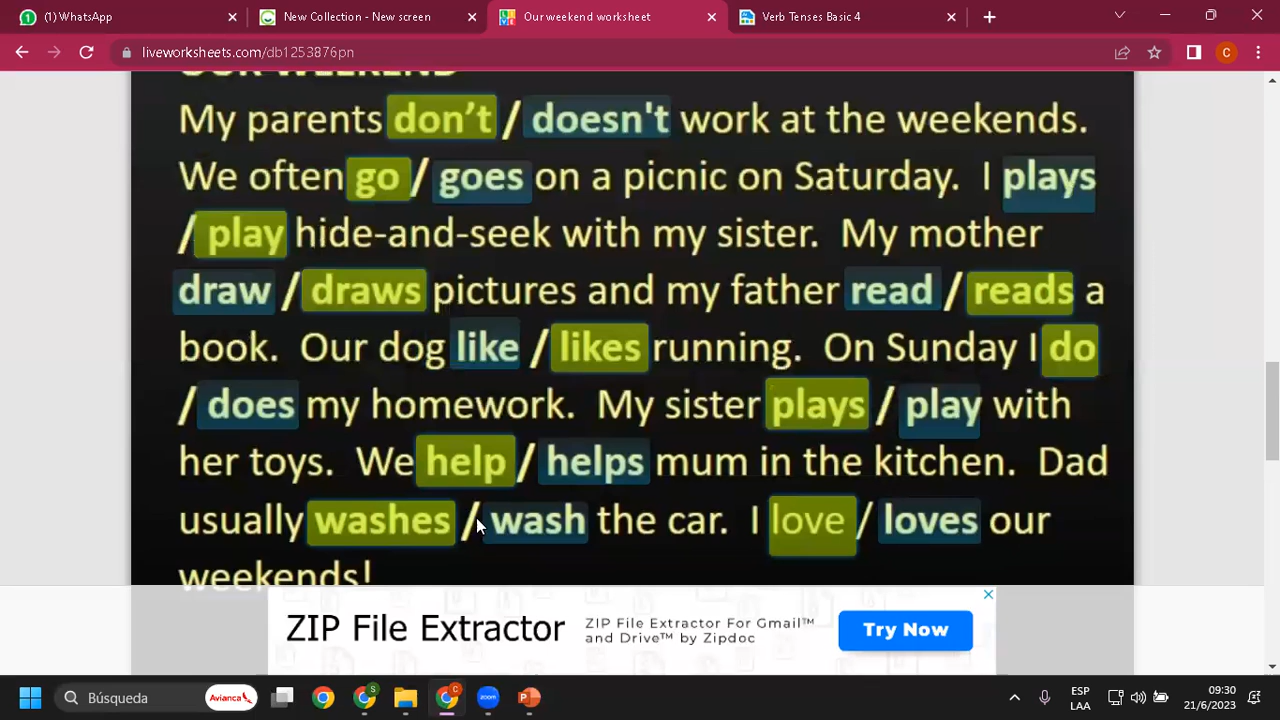 (1) WhatsApp
New Collection - New screen
Our weekend worksheet
Verb Tenses Basic 4
liveworksheets.com/db1253876pn
C
OUR WEEKEND
My parents don’t / doesn't work at the weekends.
We often go / goes on a picnic on Saturday. I plays
/ play hide-and-seek with my sister. My mother
draw / draws pictures and my father read / reads a
book. Our dog like / likes running. On Sunday I do
/ does my homework. My sister plays / play with
her toys. We help / helps mum in the kitchen. Dad
usually washes / wash the car. I love / loves our
weekends!
ZIP File Extractor
ZIP File Extractor For Gmail™
and Drive™ by Zipdoc
Try Now
Búsqueda
Avianca
ESP
LAA
09:30
21/6/2023